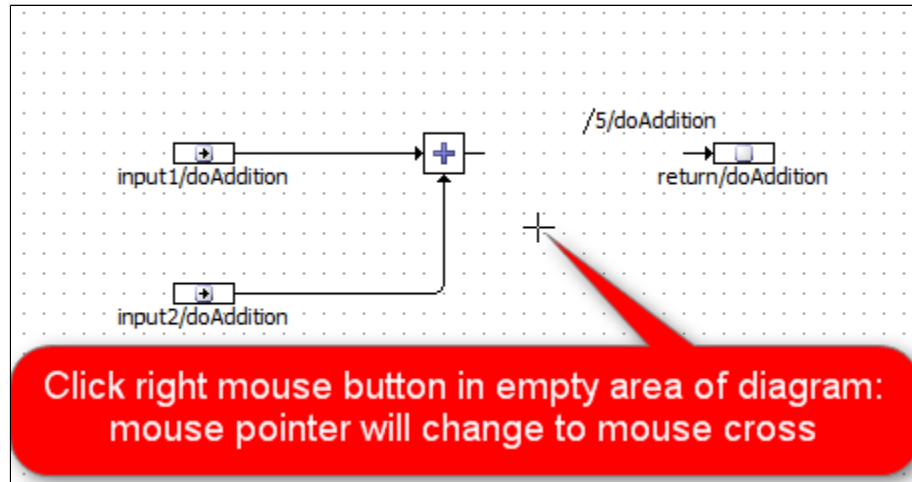 /5/doAddition
input1/doAddition
return/doAddition
input2/doAddition
Click right mouse button in empty area of diagram:
mouse pointer will change to mouse cross